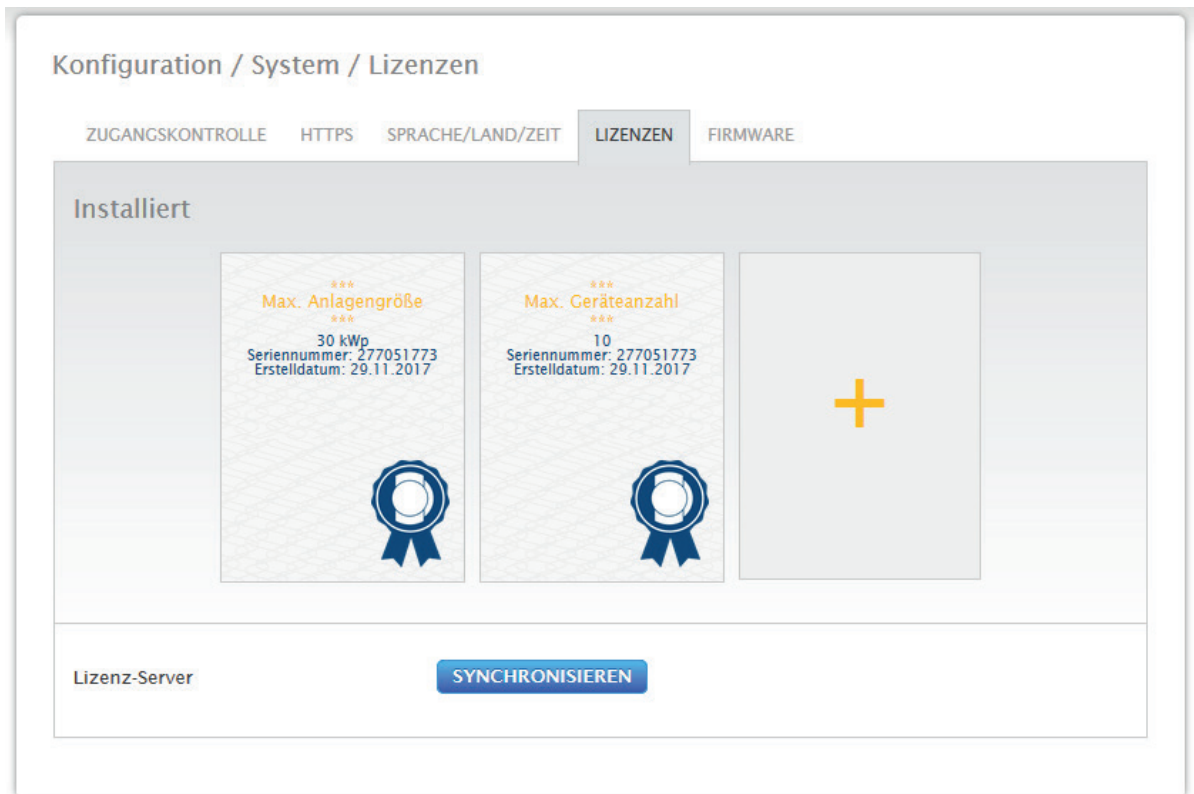 Konfiguration / System / Lizenzen
ZUGANGSKONTROLLE HTTPS SPRACHE/LAND/ZEIT LIZENZEN FIRMWARE
Installiert
***
Max. Anlagengröße
***
30 kWp
Seriennummer: 277051773
Erstelldatum: 29.11.2017
***
Max. Geräteanzahl
***
10
Seriennummer: 277051773
Erstelldatum: 29.11.2017
+
Lizenz-Server
SYNCHRONISIEREN